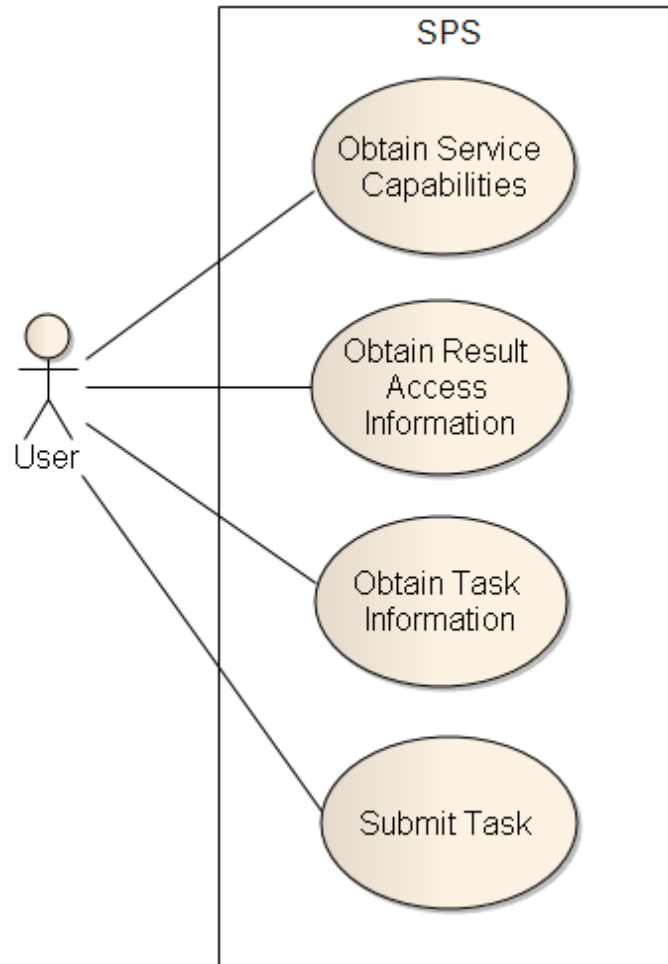 SPS
Obtain Service
Capabilities
Obtain Result
Access
Information
User
Obtain Task
Information
Submit Task